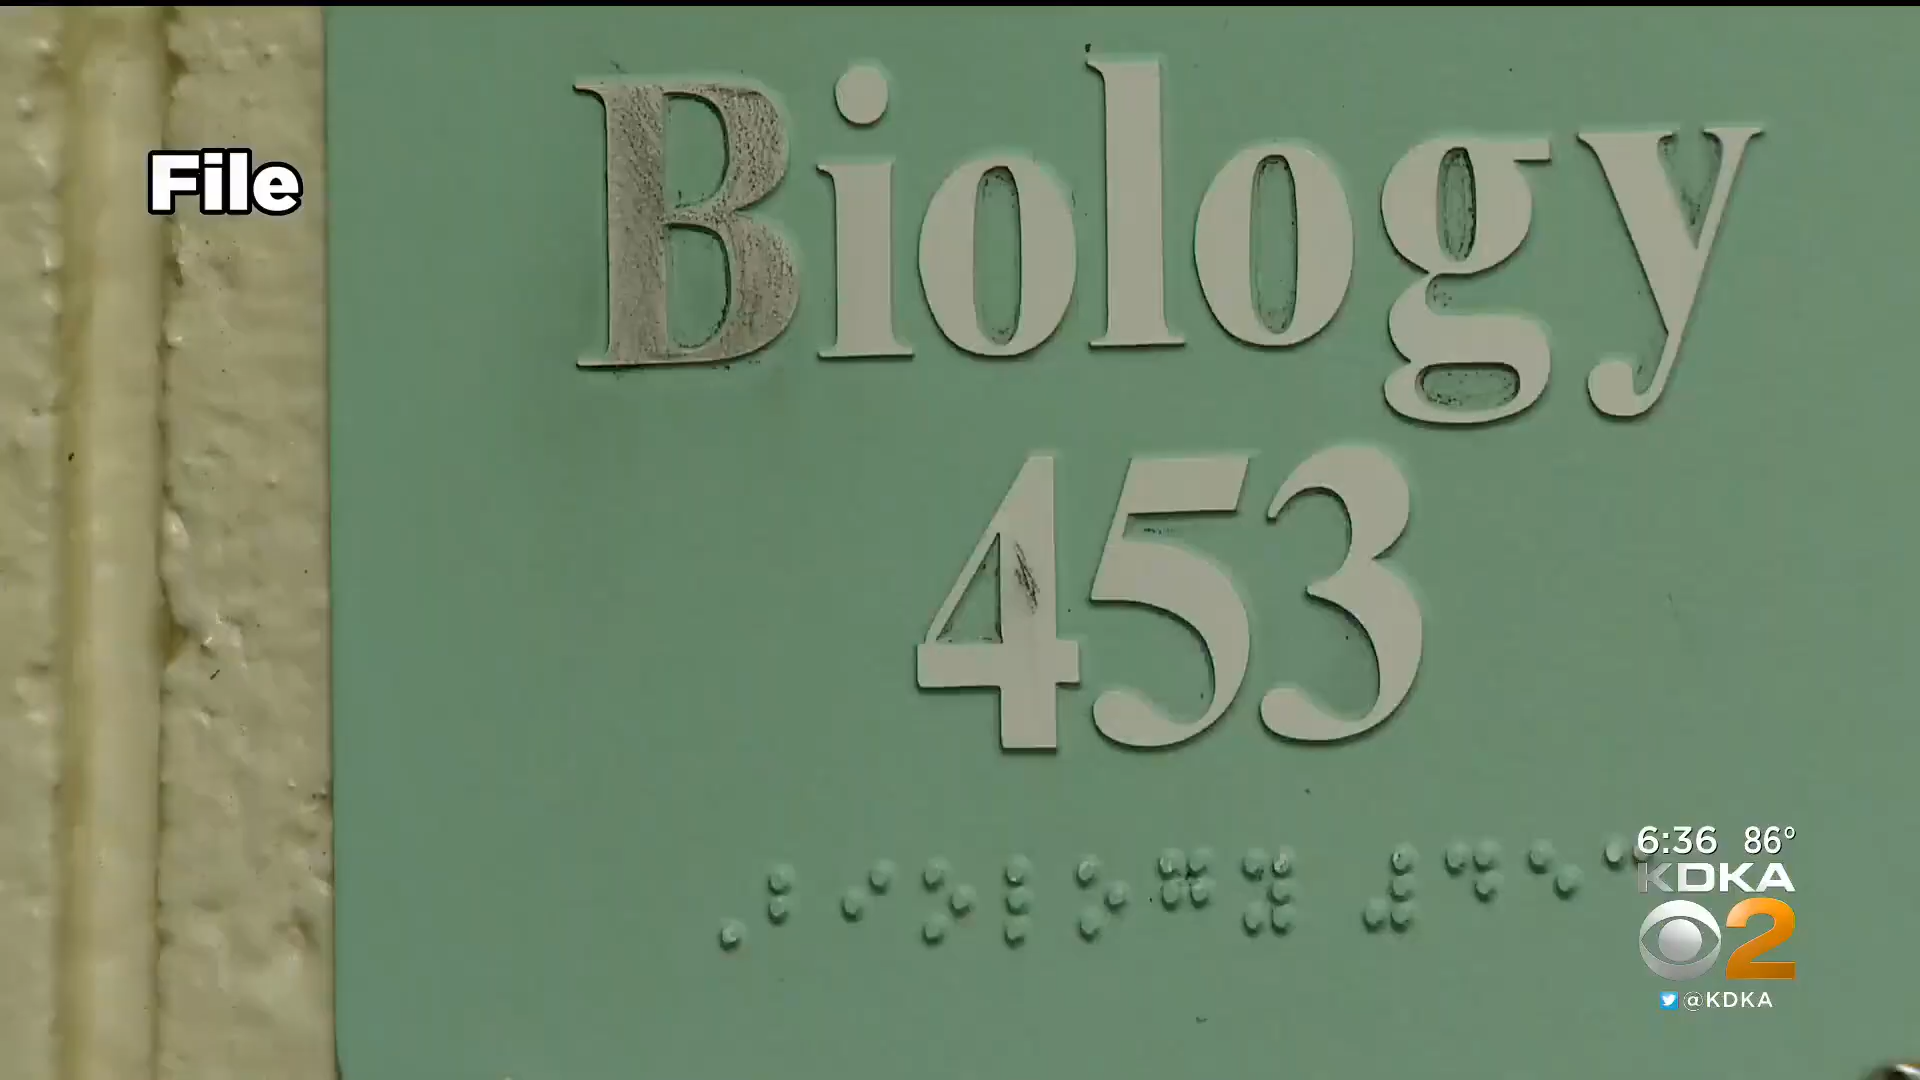 File
Biology
453
⠠⠃⠊⠕⠇⠕⠛⠽ ⠼⠙⠑⠉
6:36 86°
KDKA
2
@KDKA